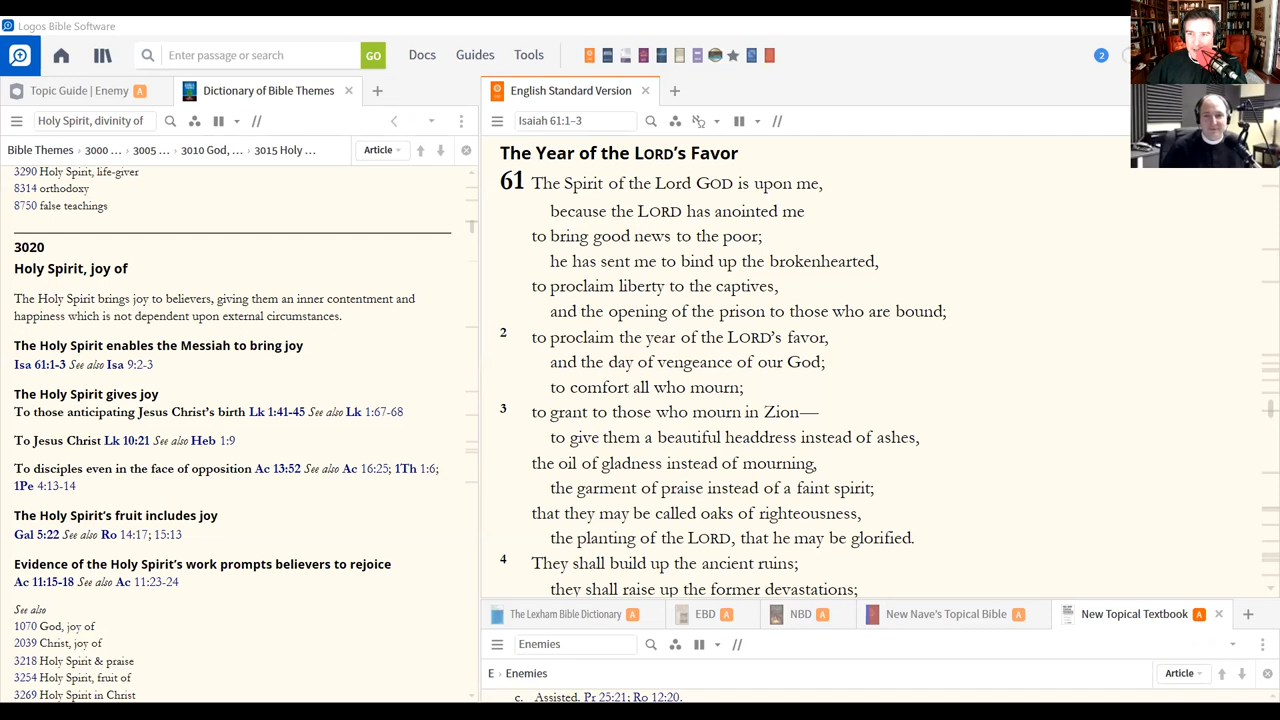 Logos Bible Software
Enter passage or search
GO
Docs
Guides
Tools
2
Topic Guide | Enemy A
Dictionary of Bible Themes
Holy Spirit, divinity of
Bible Themes › 3000 ... › 3005 ... › 3010 God, ... › 3015 Holy ...
Article
3290 Holy Spirit, life-giver
8314 orthodoxy
8750 false teachings
3020
Holy Spirit, joy of
The Holy Spirit brings joy to believers, giving them an inner contentment and
happiness which is not dependent upon external circumstances.
The Holy Spirit enables the Messiah to bring joy
Isa 61:1-3 See also Isa 9:2-3
The Holy Spirit gives joy
To those anticipating Jesus Christ's birth Lk 1:41-45 See also Lk 1:67-68
To Jesus Christ Lk 10:21 See also Heb 1:9
To disciples even in the face of opposition Ac 13:52 See also Ac 16:25; 1Th 1:6;
1Pe 4:13-14
The Holy Spirit's fruit includes joy
Gal 5:22 See also Ro 14:17; 15:13
Evidence of the Holy Spirit's work prompts believers to rejoice
Ac 11:15-18 See also Ac 11:23-24
See also
1070 God, joy of
2039 Christ, joy of
3218 Holy Spirit & praise
3254 Holy Spirit, fruit of
3269 Holy Spirit in Christ
English Standard Version
Isaiah 61:1–3
The Year of the LORD's Favor
61 The Spirit of the Lord GOD is upon me,
because the LORD has anointed me
to bring good news to the poor;
he has sent me to bind up the brokenhearted,
to proclaim liberty to the captives,
and the opening of the prison to those who are bound;
2 to proclaim the year of the LORD's favor,
and the day of vengeance of our God;
to comfort all who mourn;
3 to grant to those who mourn in Zion—
to give them a beautiful headdress instead of ashes,
the oil of gladness instead of mourning,
the garment of praise instead of a faint spirit;
that they may be called oaks of righteousness,
the planting of the LORD, that he may be glorified.
4 They shall build up the ancient ruins;
they shall raise up the former devastations;
The Lexham Bible Dictionary A
EBD A
NBD A
New Nave's Topical Bible A
New Topical Textbook A
Enemies
E › Enemies
Article
c. Assisted. Pr 25:21; Ro 12:20.